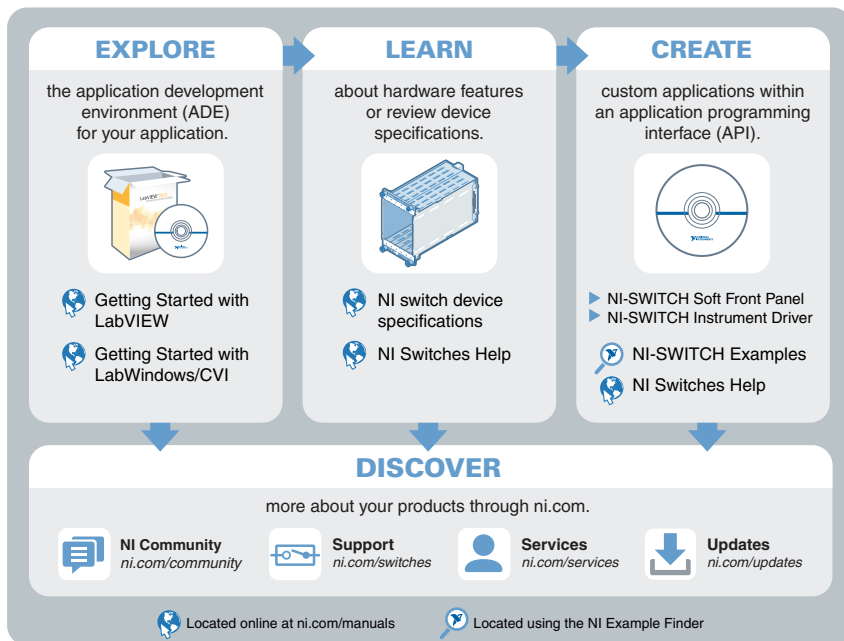 EXPLORE
the application development
environment (ADE)
for your application.
LabVIEW
Getting Started with
LabVIEW
Getting Started with
LabWindows/CVI
LEARN
about hardware features
or review device
specifications.
NI switch device
specifications
NI Switches Help
CREATE
custom applications within
an application programming
interface (API).
NI-SWITCH Soft Front Panel
NI-SWITCH Instrument Driver
NI-SWITCH Examples
NI Switches Help
DISCOVER
more about your products through ni.com.
NI Community
ni.com/community
Support
ni.com/switches
Services
ni.com/services
Updates
ni.com/updates
Located online at ni.com/manuals
Located using the NI Example Finder